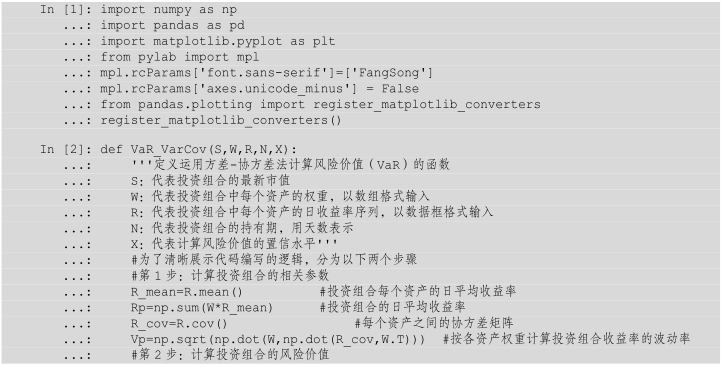 In [1]: import numpy as np
...: import pandas as pd
...: import matplotlib.pyplot as plt
...: from pylab import mpl
...: mpl.rcParams['font.sans-serif']=['FangSong']
...: mpl.rcParams['axes.unicode_minus'] = False
...: from pandas.plotting import register_matplotlib_converters
...: register_matplotlib_converters()
In [2]: def VaR_VarCov(S,W,R,N,X):
...: '''定义运用方差-协方差法计算风险价值（VaR）的函数
...: S: 代表投资组合的最新市值
...: W: 代表投资组合中每个资产的权重，以数组格式输入
...: R: 代表投资组合中每个资产的日收益率序列，以数据框格式输入
...: N: 代表投资组合的持有期，用天数表示
...: X: 代表计算风险价值的置信水平'''
...: #为了清晰展示代码编写的逻辑，分为以下两个步骤
...: #第 1 步：计算投资组合的相关参数
...: R_mean=R.mean() #投资组合每个资产的日平均收益率
...: Rp=np.sum(W*R_mean) #投资组合的日平均收益率
...: R_cov=R.cov() #每个资产之间的协方差矩阵
...: Vp=np.sqrt(np.dot(W,np.dot(R_cov,W.T))) #按各资产权重计算投资组合收益率的波动率
...: #第 2 步：计算投资组合的风险价值